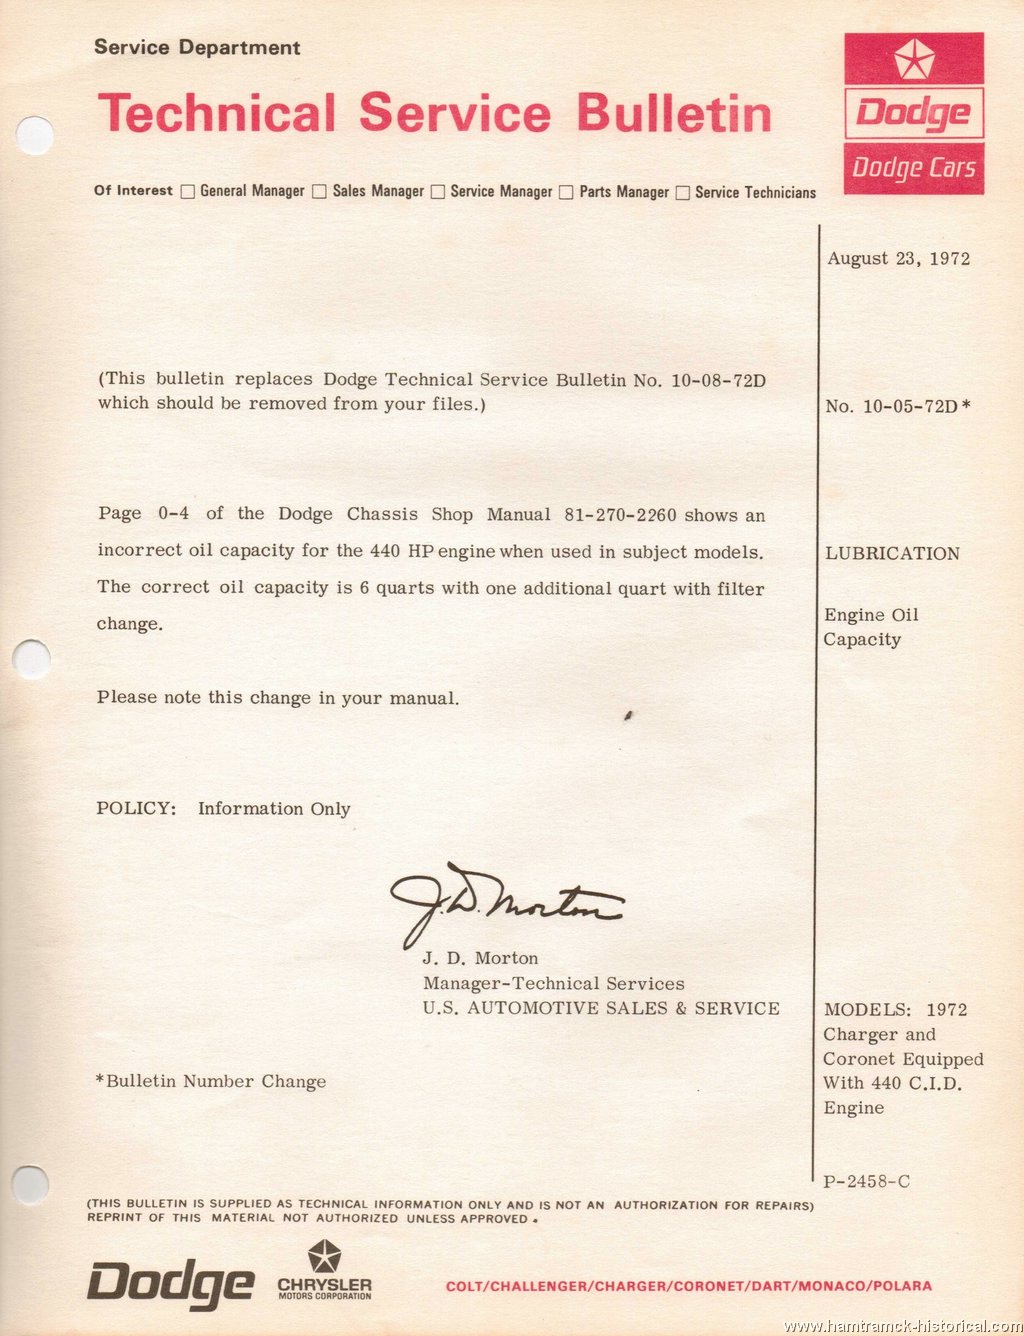 Service Department
Technical Service Bulletin
Dodge
Dodge Cars
Of Interest □ General Manager □ Sales Manager □ Service Manager □ Parts Manager □ Service Technicians
August 23, 1972
(This bulletin replaces Dodge Technical Service Bulletin No. 10-08-72D
which should be removed from your files.)
No. 10-05-72D*
Page 0-4 of the Dodge Chassis Shop Manual 81-270-2260 shows an
incorrect oil capacity for the 440 HP engine when used in subject models.
The correct oil capacity is 6 quarts with one additional quart with filter
change.
LUBRICATION
Engine Oil
Capacity
Please note this change in your manual.
POLICY: Information Only
J. D. Morton
J. D. Morton
Manager-Technical Services
U.S. AUTOMOTIVE SALES & SERVICE
MODELS: 1972
Charger and
Coronet Equipped
With 440 C.I.D.
Engine
*Bulletin Number Change
P-2458-C
(THIS BULLETIN IS SUPPLIED AS TECHNICAL INFORMATION ONLY AND IS NOT AN AUTHORIZATION FOR REPAIRS)
REPRINT OF THIS MATERIAL NOT AUTHORIZED UNLESS APPROVED.
Dodge
CHRYSLER
MOTORS CORPORATION
COLT/CHALLENGER/CHARGER/CORONET/DART/MONACO/POLARA
www.hamtramck-historical.com